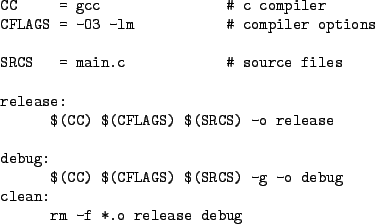 CC     = gcc               # c compiler
CFLAGS = -O3 -lm           # compiler options
SRCS   = main.c            # source files
release:
      $(CC) $(CFLAGS) $(SRCS) -o release
debug:
      $(CC) $(CFLAGS) $(SRCS) -g -o debug
clean:
      rm -f *.o release debug